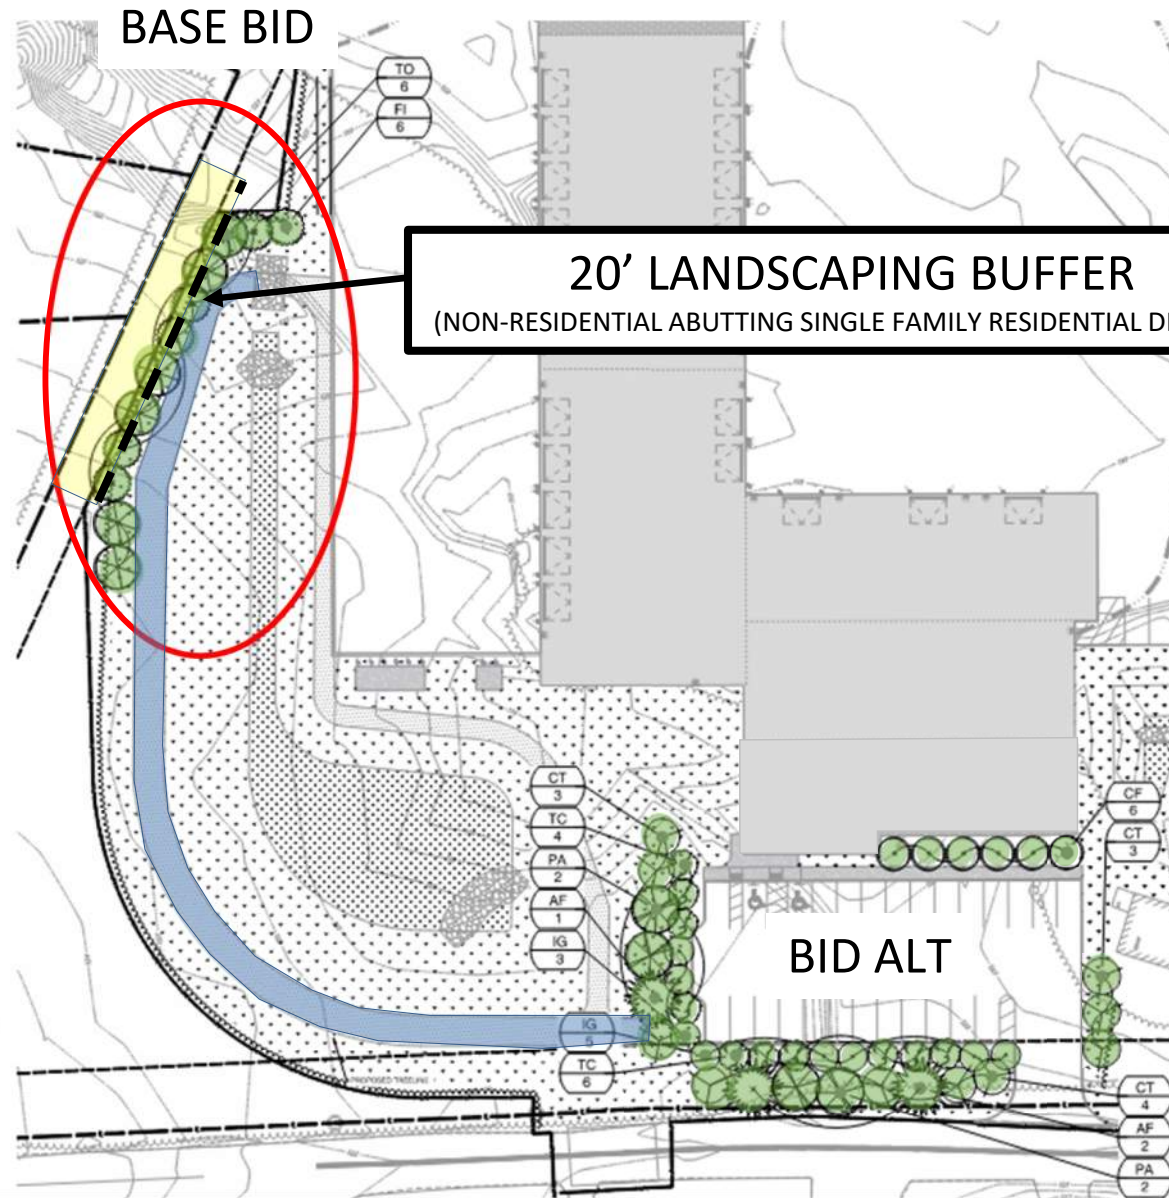 BASE BID
TO
6
FI
6
20’ LANDSCAPING BUFFER
(NON-RESIDENTIAL ABUTTING SINGLE FAMILY RESIDENTIAL DI
CT
3
TC
4
PA
2
AF
1
IG
3
CF
6
CT
3
BID ALT
IG
5
TC
6
PROPOSED TREELINE
CT
4
AF
2
PA
2